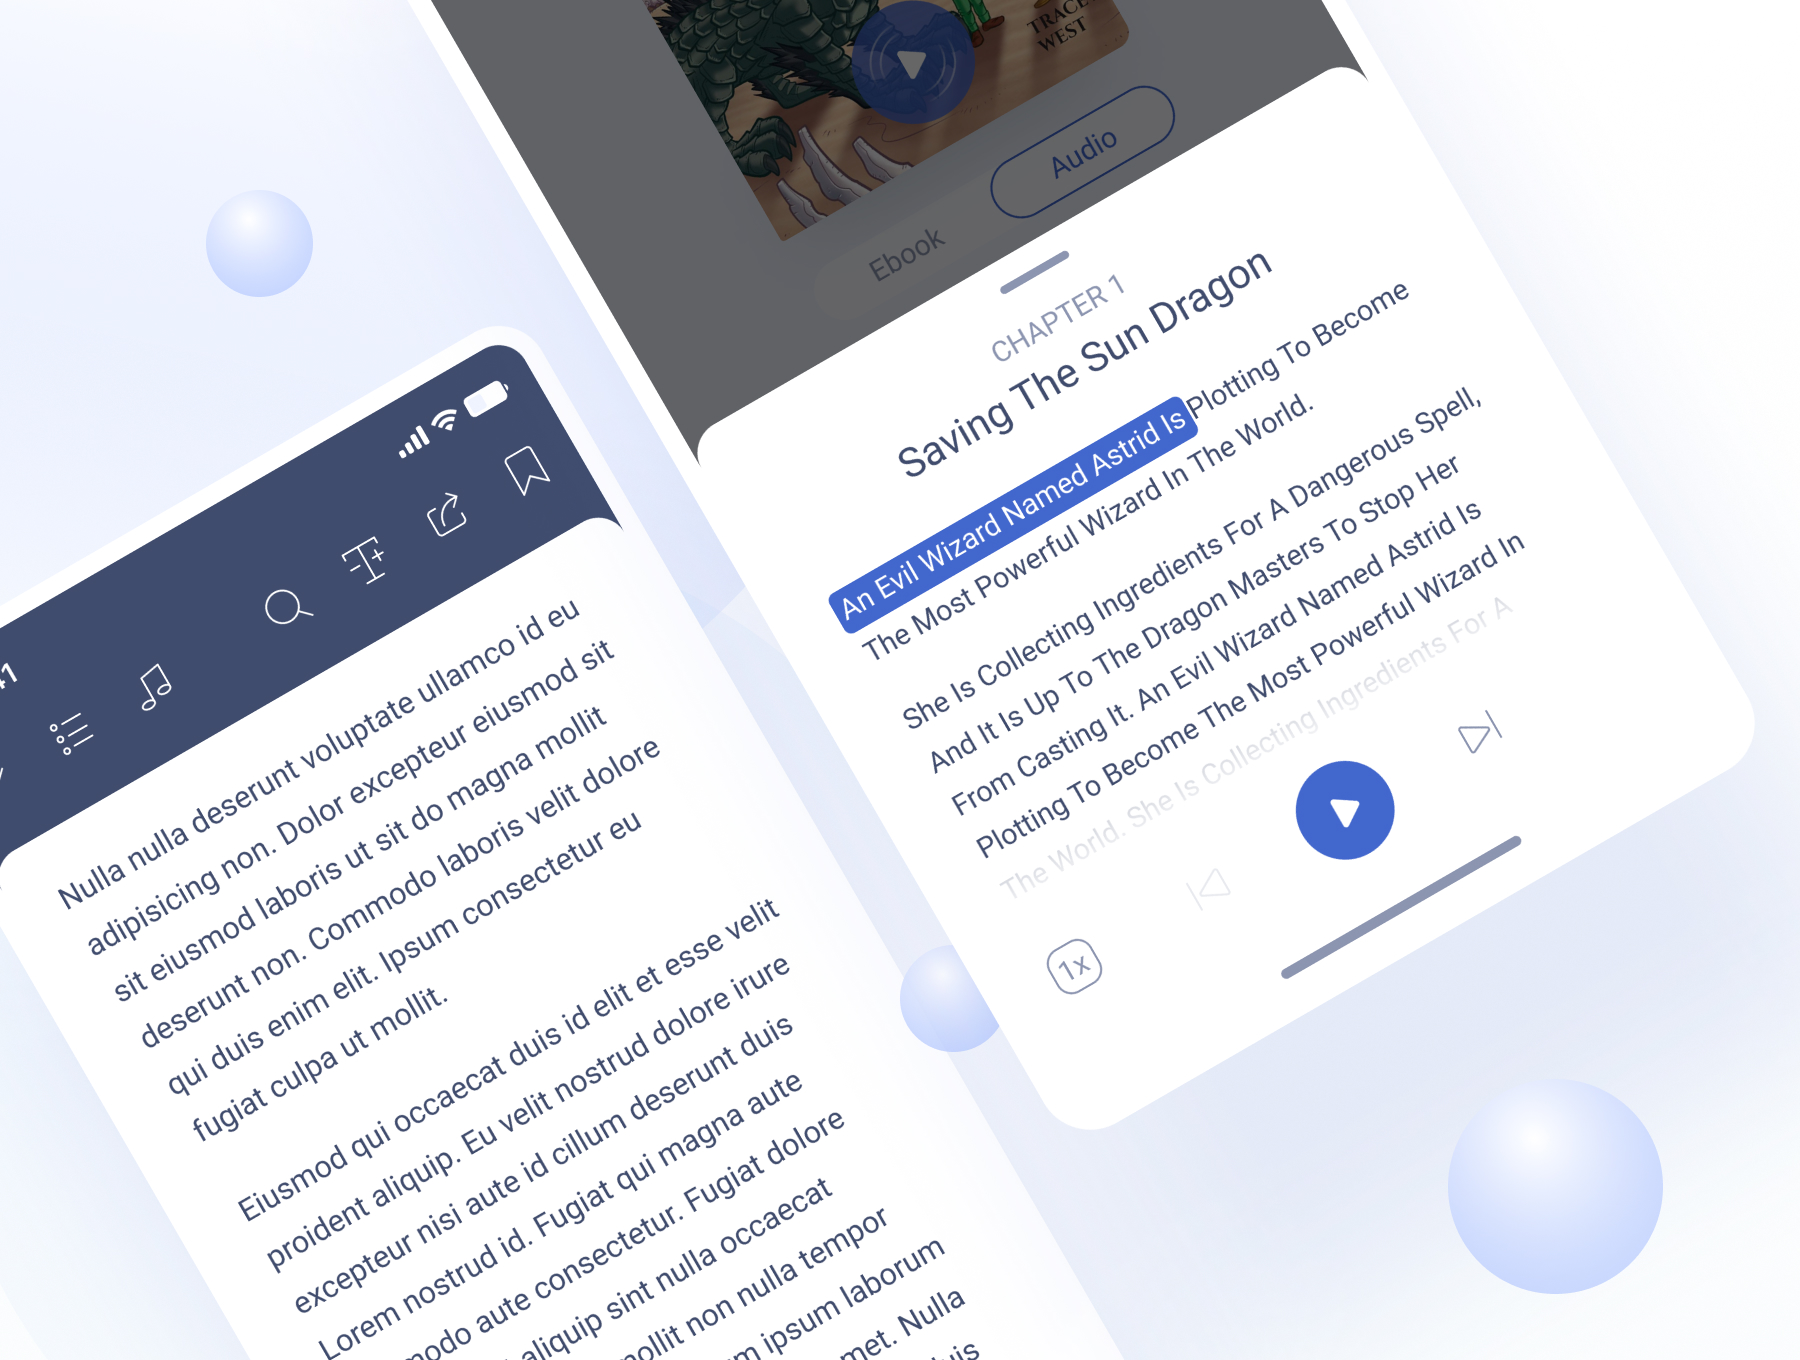 41
Nulla nulla deserunt voluptate ullamco id eu
adipisicing non. Dolor excepteur eiusmod sit
sit eiusmod laboris ut sit do magna mollit
deserunt non. Commodo laboris velit dolore
qui duis enim elit. Ipsum consectetur eu
fugiat culpa ut mollit.
Eiusmod qui occaecat duis id elit et esse velit
proident aliquip. Eu velit nostrud dolore irure
excepteur nisi aute id cillum deserunt duis
Lorem nostrud id. Fugiat qui magna aute
modo aute consectetur. Fugiat dolore
aliquip sint nulla occaecat
mollit non nulla tempor
m ipsum laborum
met. Nulla
duis
TRACE
WEST
Ebook
Audio
CHAPTER 1
Saving The Sun Dragon
An Evil Wizard Named Astrid Is Plotting To Become
The Most Powerful Wizard In The World.
She Is Collecting Ingredients For A Dangerous Spell,
And It Is Up To The Dragon Masters To Stop Her
From Casting It. An Evil Wizard Named Astrid Is
Plotting To Become The Most Powerful Wizard In
The World. She Is Collecting Ingredients For A
1x